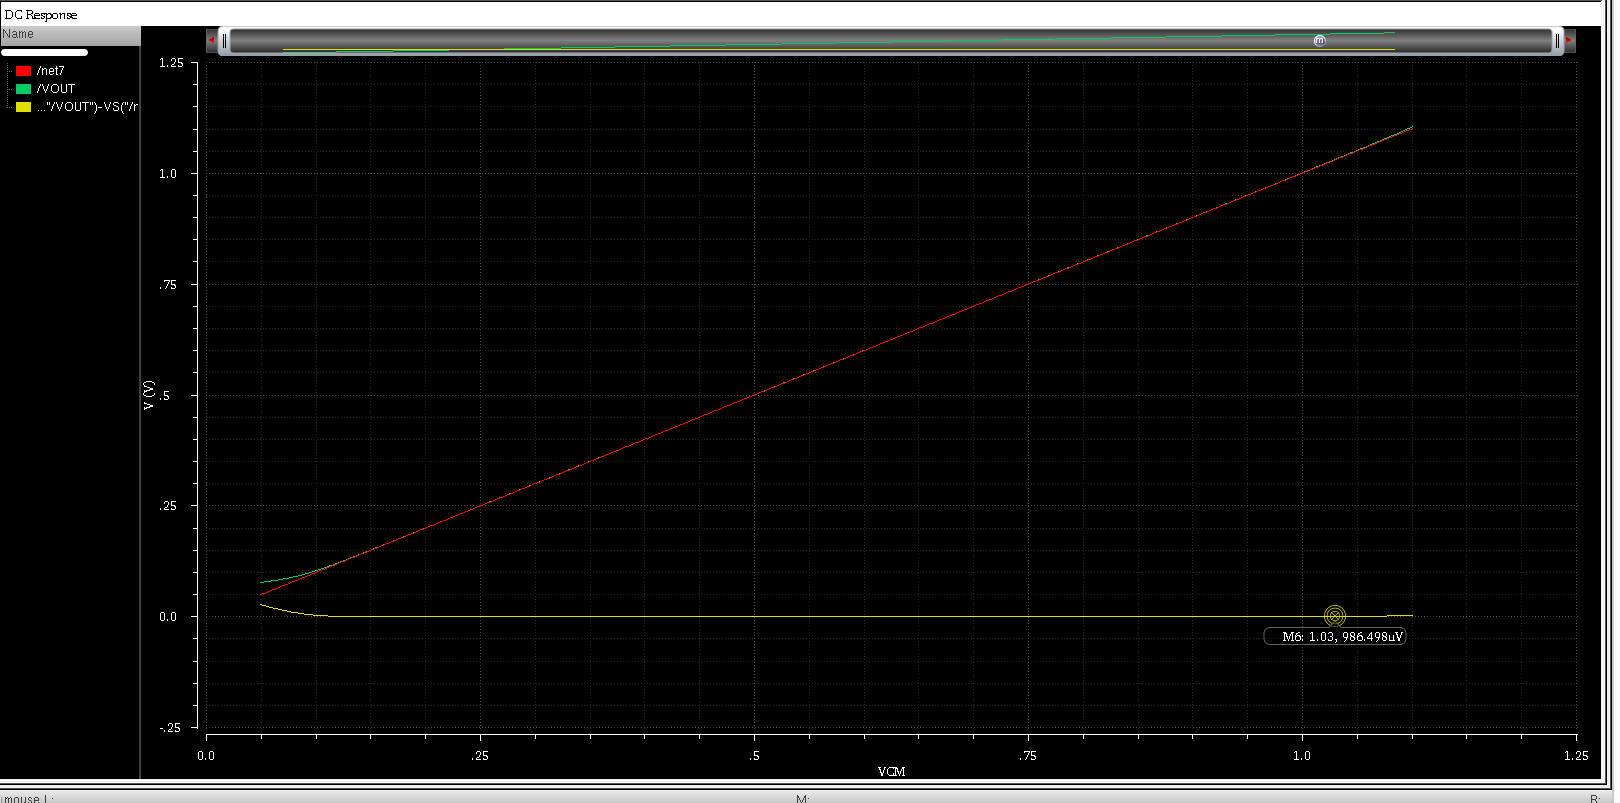 DC Response
Name
/net7
/VOUT
..."/VOUT")-VS("/r
1.25
1.0
.75
.5
.25
0.0
-.25
V (V)
M6: 1.03, 986.498uV
0.0
.25
.5
.75
1.0
1.25
VCM
mouse L:
M:
R: